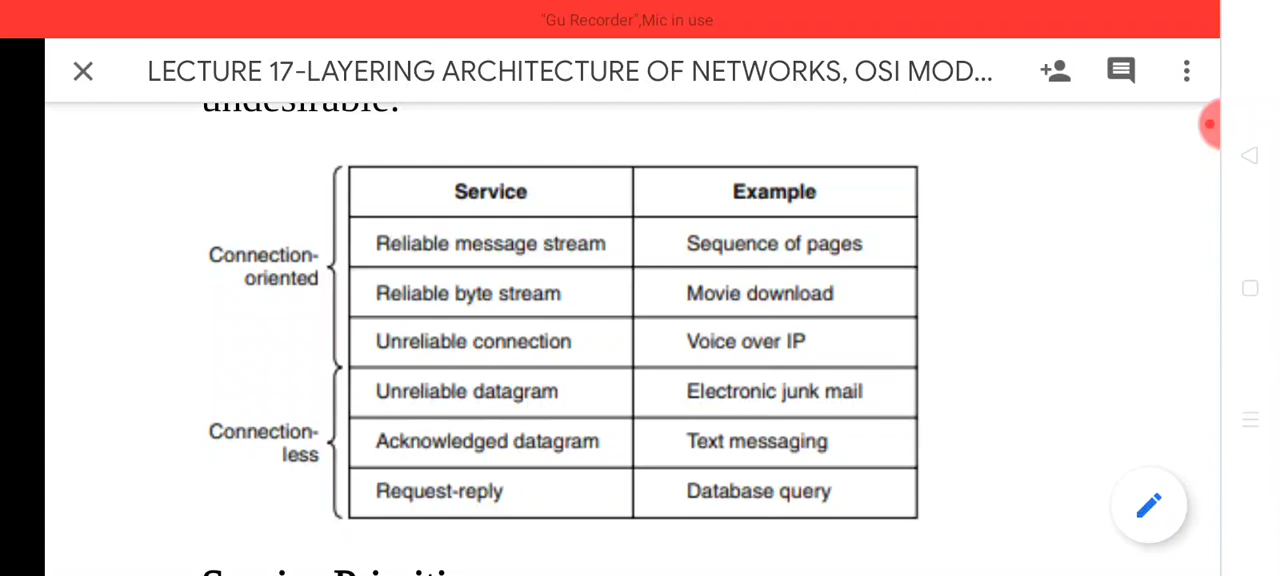 "Gu Recorder",Mic in use
LECTURE 17-LAYERING ARCHITECTURE OF NETWORKS, OSI MOD...
undesirable.
Service Example
Connection-
oriented
Reliable message stream Sequence of pages
Reliable byte stream Movie download
Unreliable connection Voice over IP
Connection-
less
Unreliable datagram Electronic junk mail
Acknowledged datagram Text messaging
Request-reply Database query